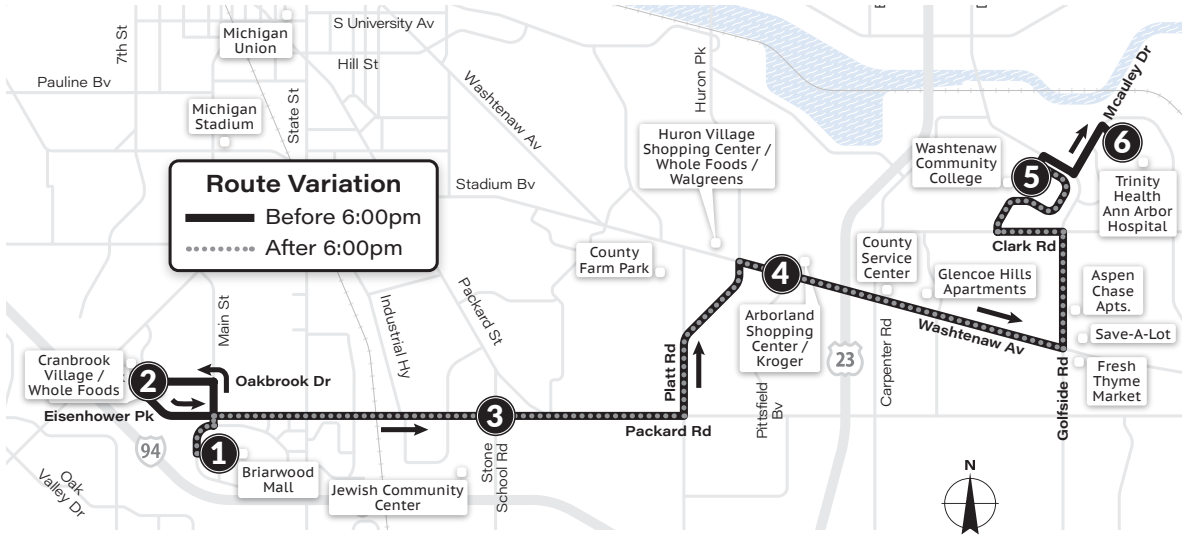 S University Av
Michigan
Union
7th St
Hill St
Pauline Bv
State St
Washtenaw Av
Huron Pk
Mcauley Dr
Michigan
Stadium
Huron Village
Shopping Center /
Whole Foods /
Walgreens
Washtenaw
Community
College
5
6
Trinity
Health
Ann Arbor
Hospital
Route Variation
Before 6:00pm
After 6:00pm
Stadium Bv
Clark Rd
County
Farm Park
County
Service
Center
4
Glencoe Hills
Apartments
Aspen
Chase
Apts.
Main St
Industrial Hy
Packard St
Arborland
Shopping
Center /
Kroger
Washtenaw Av
Save-A-Lot
Cranbrook
Village /
Whole Foods
2
Oakbrook Dr
Platt Rd
23
Carpenter Rd
Fresh
Thyme
Market
Eisenhower Pk
3
Packard Rd
Pittsfield
Bv
Golfside Rd
94
1
Briarwood
Mall
Jewish Community
Center
Stone
School Rd
Oak
Valley Dr
N